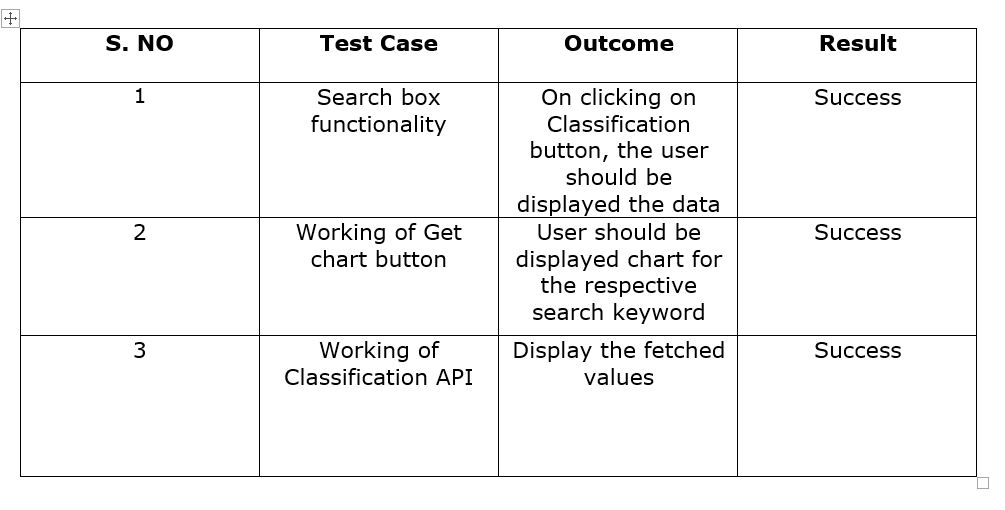 S. NO Test Case Outcome Result
1 Search box On clicking on Success
functionality Classification
button, the user
should be
displayed the data
2 Working of Get User should be Success
chart button displayed chart for
the respective
search keyword
3 Working of Display the fetched Success
Classification API values